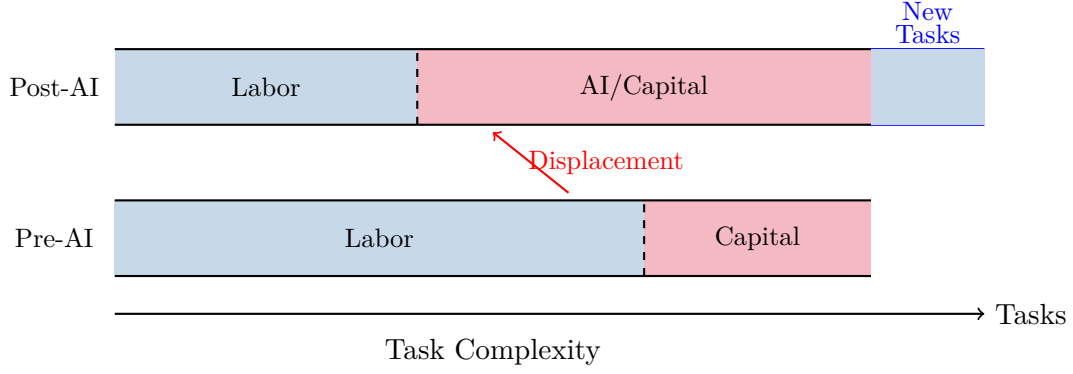 New
Tasks
Post-AI
Labor
AI/Capital
Displacement
Pre-AI
Labor
Capital
Tasks
Task Complexity